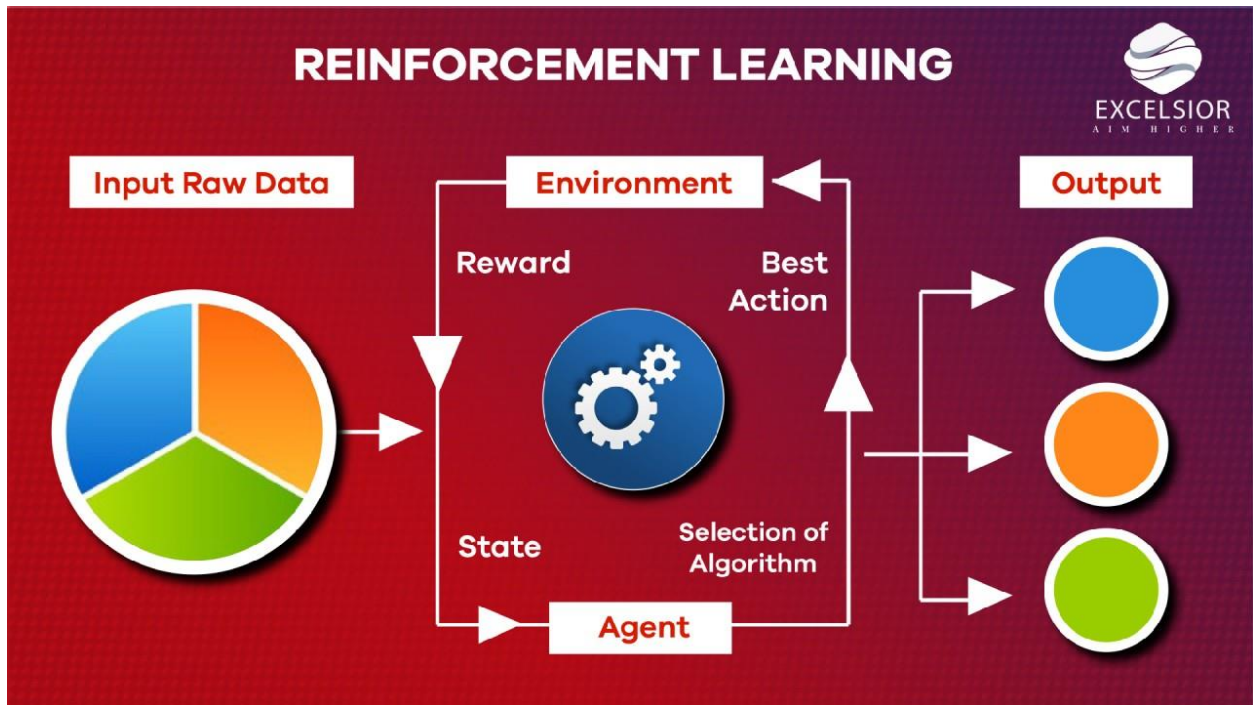 REINFORCEMENT LEARNING
EXCELSIOR
AIM HIGHER
Input Raw Data
Environment
Output
Reward
Best
Action
State
Selection of
Algorithm
Agent